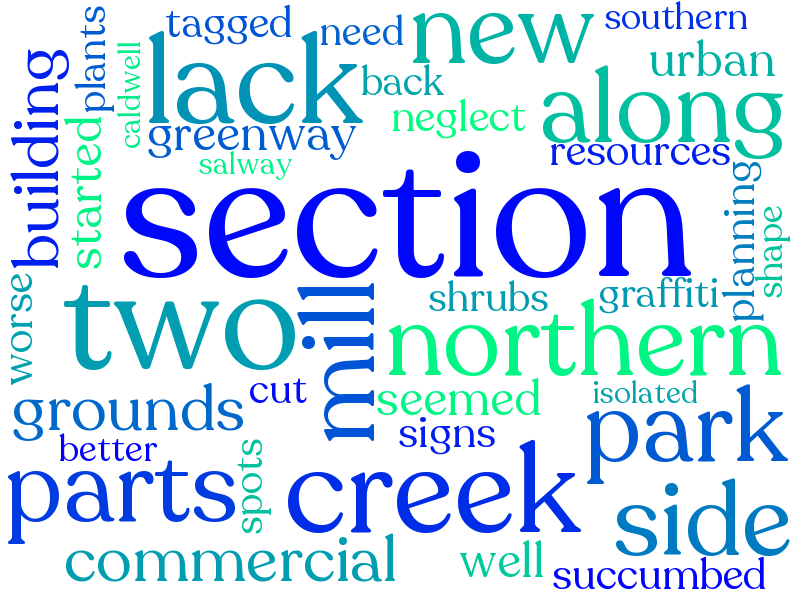 tagged
need
new
southern
plants
lack
back
urban
building
caldwell
greenway
neglect
along
started
salway
resources
section
planning
shape
worse
two
mill
shrubs
graffiti
northern
grounds
cut
seemed
isolated
park
better
signs
parts
spots
creek
side
commercial
well
succumbed